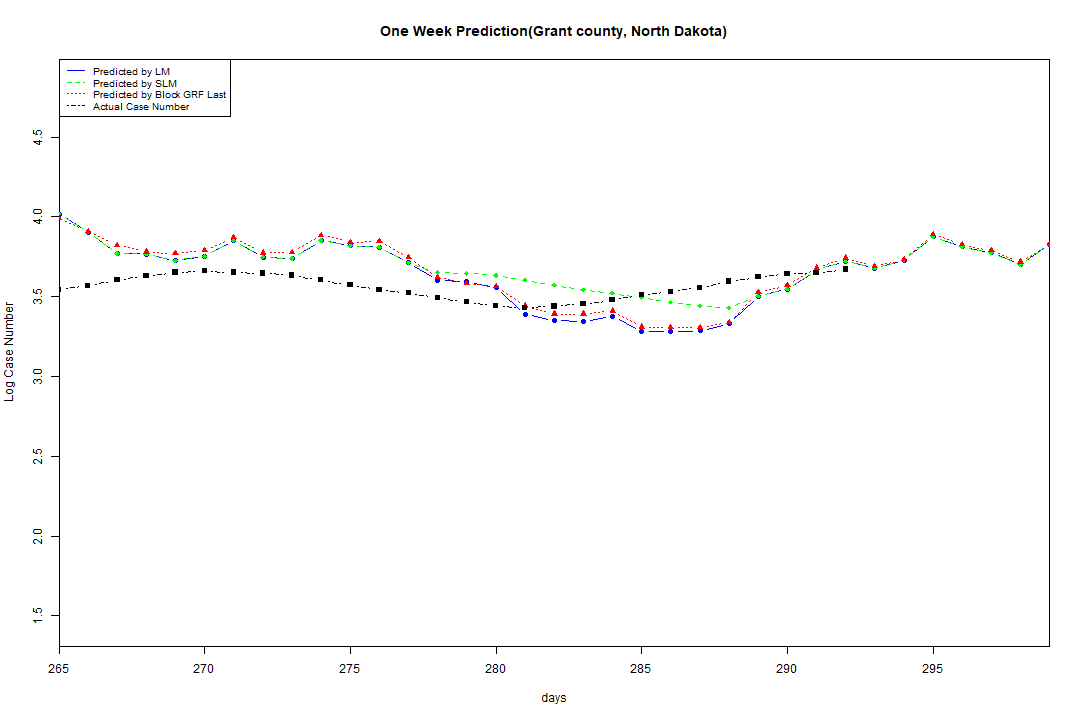 One Week Prediction(Grant county, North Dakota)
Predicted by LM
Predicted by SLM
Predicted by Block GRF Last
Actual Case Number
4.5
4.0
3.5
3.0
2.5
2.0
1.5
Log Case Number
265 270 275 280 285 290 295
days